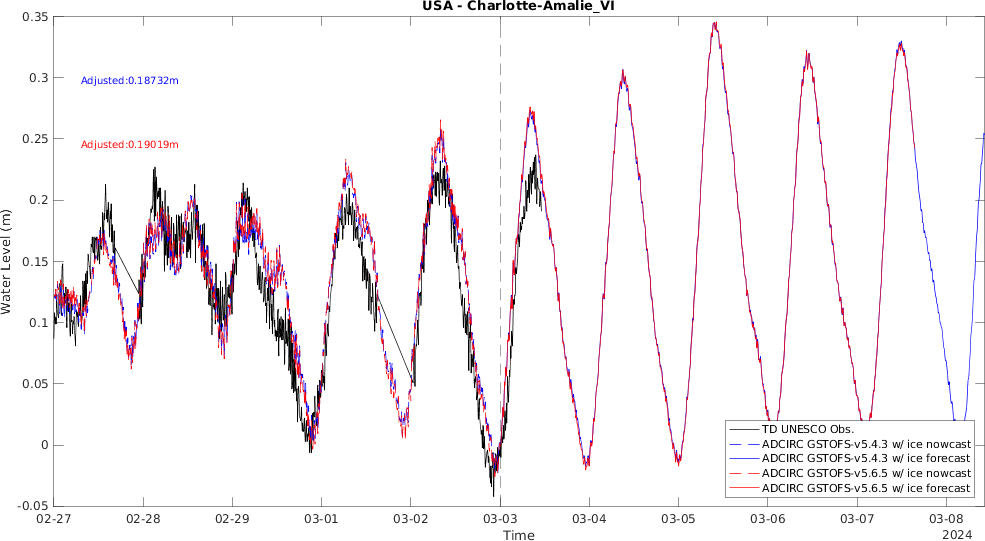 USA - Charlotte-Amalie_VI
0.35
0.3
0.25
0.2
0.15
0.1
0.05
0
-0.05
Water Level (m)
Adjusted:0.18732m
Adjusted:0.19019m
TD UNESCO Obs.
ADCIRC GSTOFS-v5.4.3 w/ ice nowcast
ADCIRC GSTOFS-v5.4.3 w/ ice forecast
ADCIRC GSTOFS-v5.6.5 w/ ice nowcast
ADCIRC GSTOFS-v5.6.5 w/ ice forecast
02-27 02-28 02-29 03-01 03-02 03-03 03-04 03-05 03-06 03-07 03-08
Time
2024